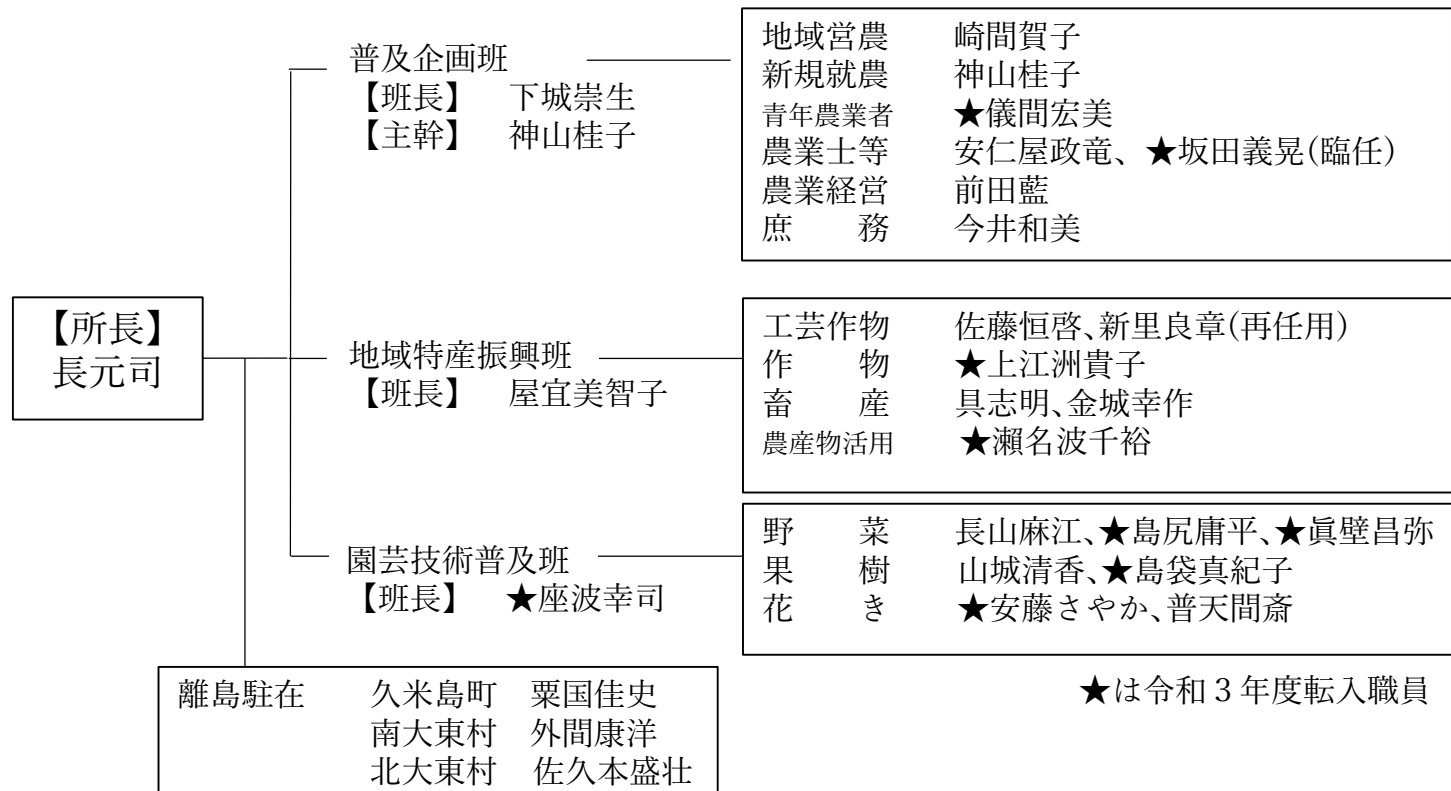 普及企画班
【班長】 下城崇生
【主幹】 神山桂子
地域営農 崎間賀子
新規就農 神山桂子
青年農業者 ★儀間宏美
農業士等 安仁屋政竜、★坂田義晃(臨任)
農業経営 前田藍
庶 務 今井和美
【所長】
長元司
地域特産振興班
【班長】 屋宜美智子
工芸作物 佐藤恒啓、新里良章(再任用)
作 物 ★上江洲貴子
畜 産 具志明、金城幸作
農産物活用 ★瀨名波千裕
園芸技術普及班
【班長】 ★座波幸司
野 菜 長山麻江、★島尻庸平、★眞壁昌弥
果 樹 山城清香、★島袋真紀子
花 き ★安藤さやか、普天間斎
離島駐在 久米島町 粟国佳史
南大東村 外間康洋
北大東村 佐久本盛壮
★は令和3年度転入職員